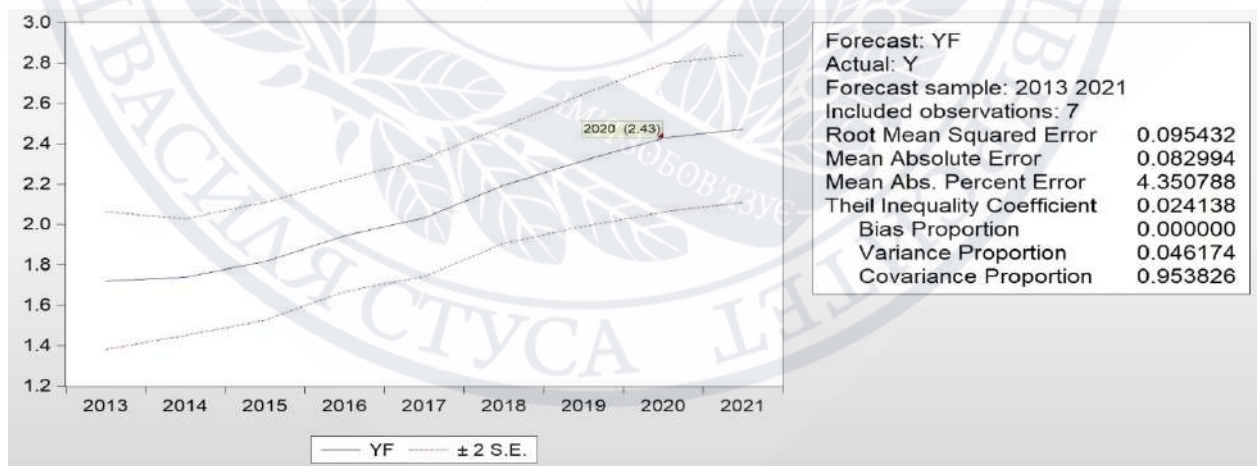 3.0
2.8
2.6
2.4
2.2
2.0
1.8
1.6
1.4
1.2
2020 (2.43)
2013 2014 2015 2016 2017 2018 2019 2020 2021
YF ± 2 S.E.
Forecast: YF
Actual: Y
Forecast sample: 2013 2021
Included observations: 7
Root Mean Squared Error 0.095432
Mean Absolute Error 0.082994
Mean Abs. Percent Error 4.350788
Theil Inequality Coefficient 0.024138
Bias Proportion 0.000000
Variance Proportion 0.046174
Covariance Proportion 0.953826
ВАСИЛЯ СТУСА